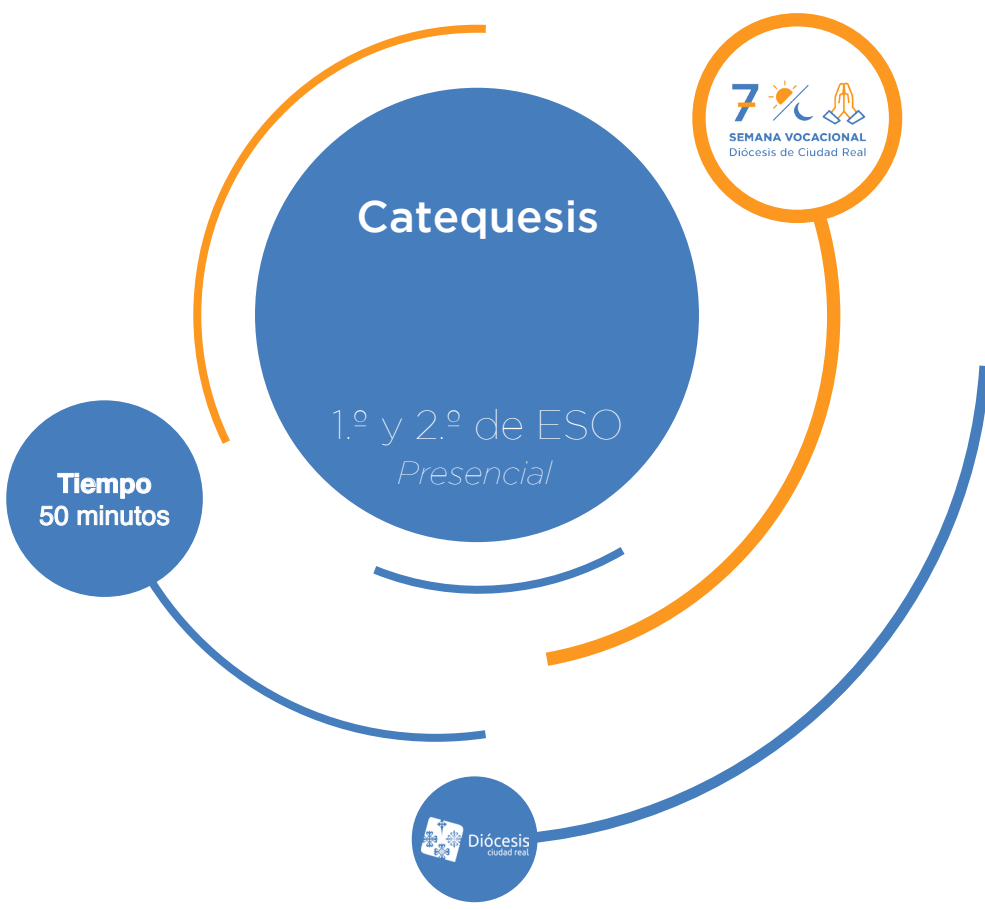 7
SEMANA VOCACIONAL
Diócesis de Ciudad Real
Catequesis
1.º y 2.º de ESO
Presencial
Tiempo
50 minutos
Diócesis
ciudad real